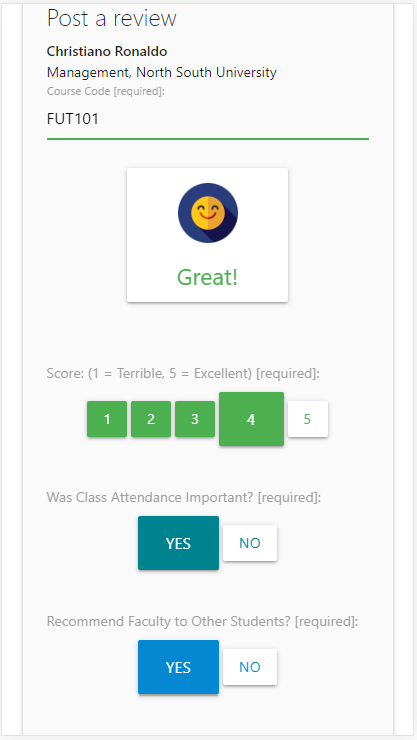 Post a review
Christiano Ronaldo
Management, North South University
Course Code [required]:
FUT101
Great!
Score: (1 = Terrible, 5 = Excellent) [required]:
1 2 3 4 5
Was Class Attendance Important? [required]:
YES NO
Recommend Faculty to Other Students? [required]:
YES NO